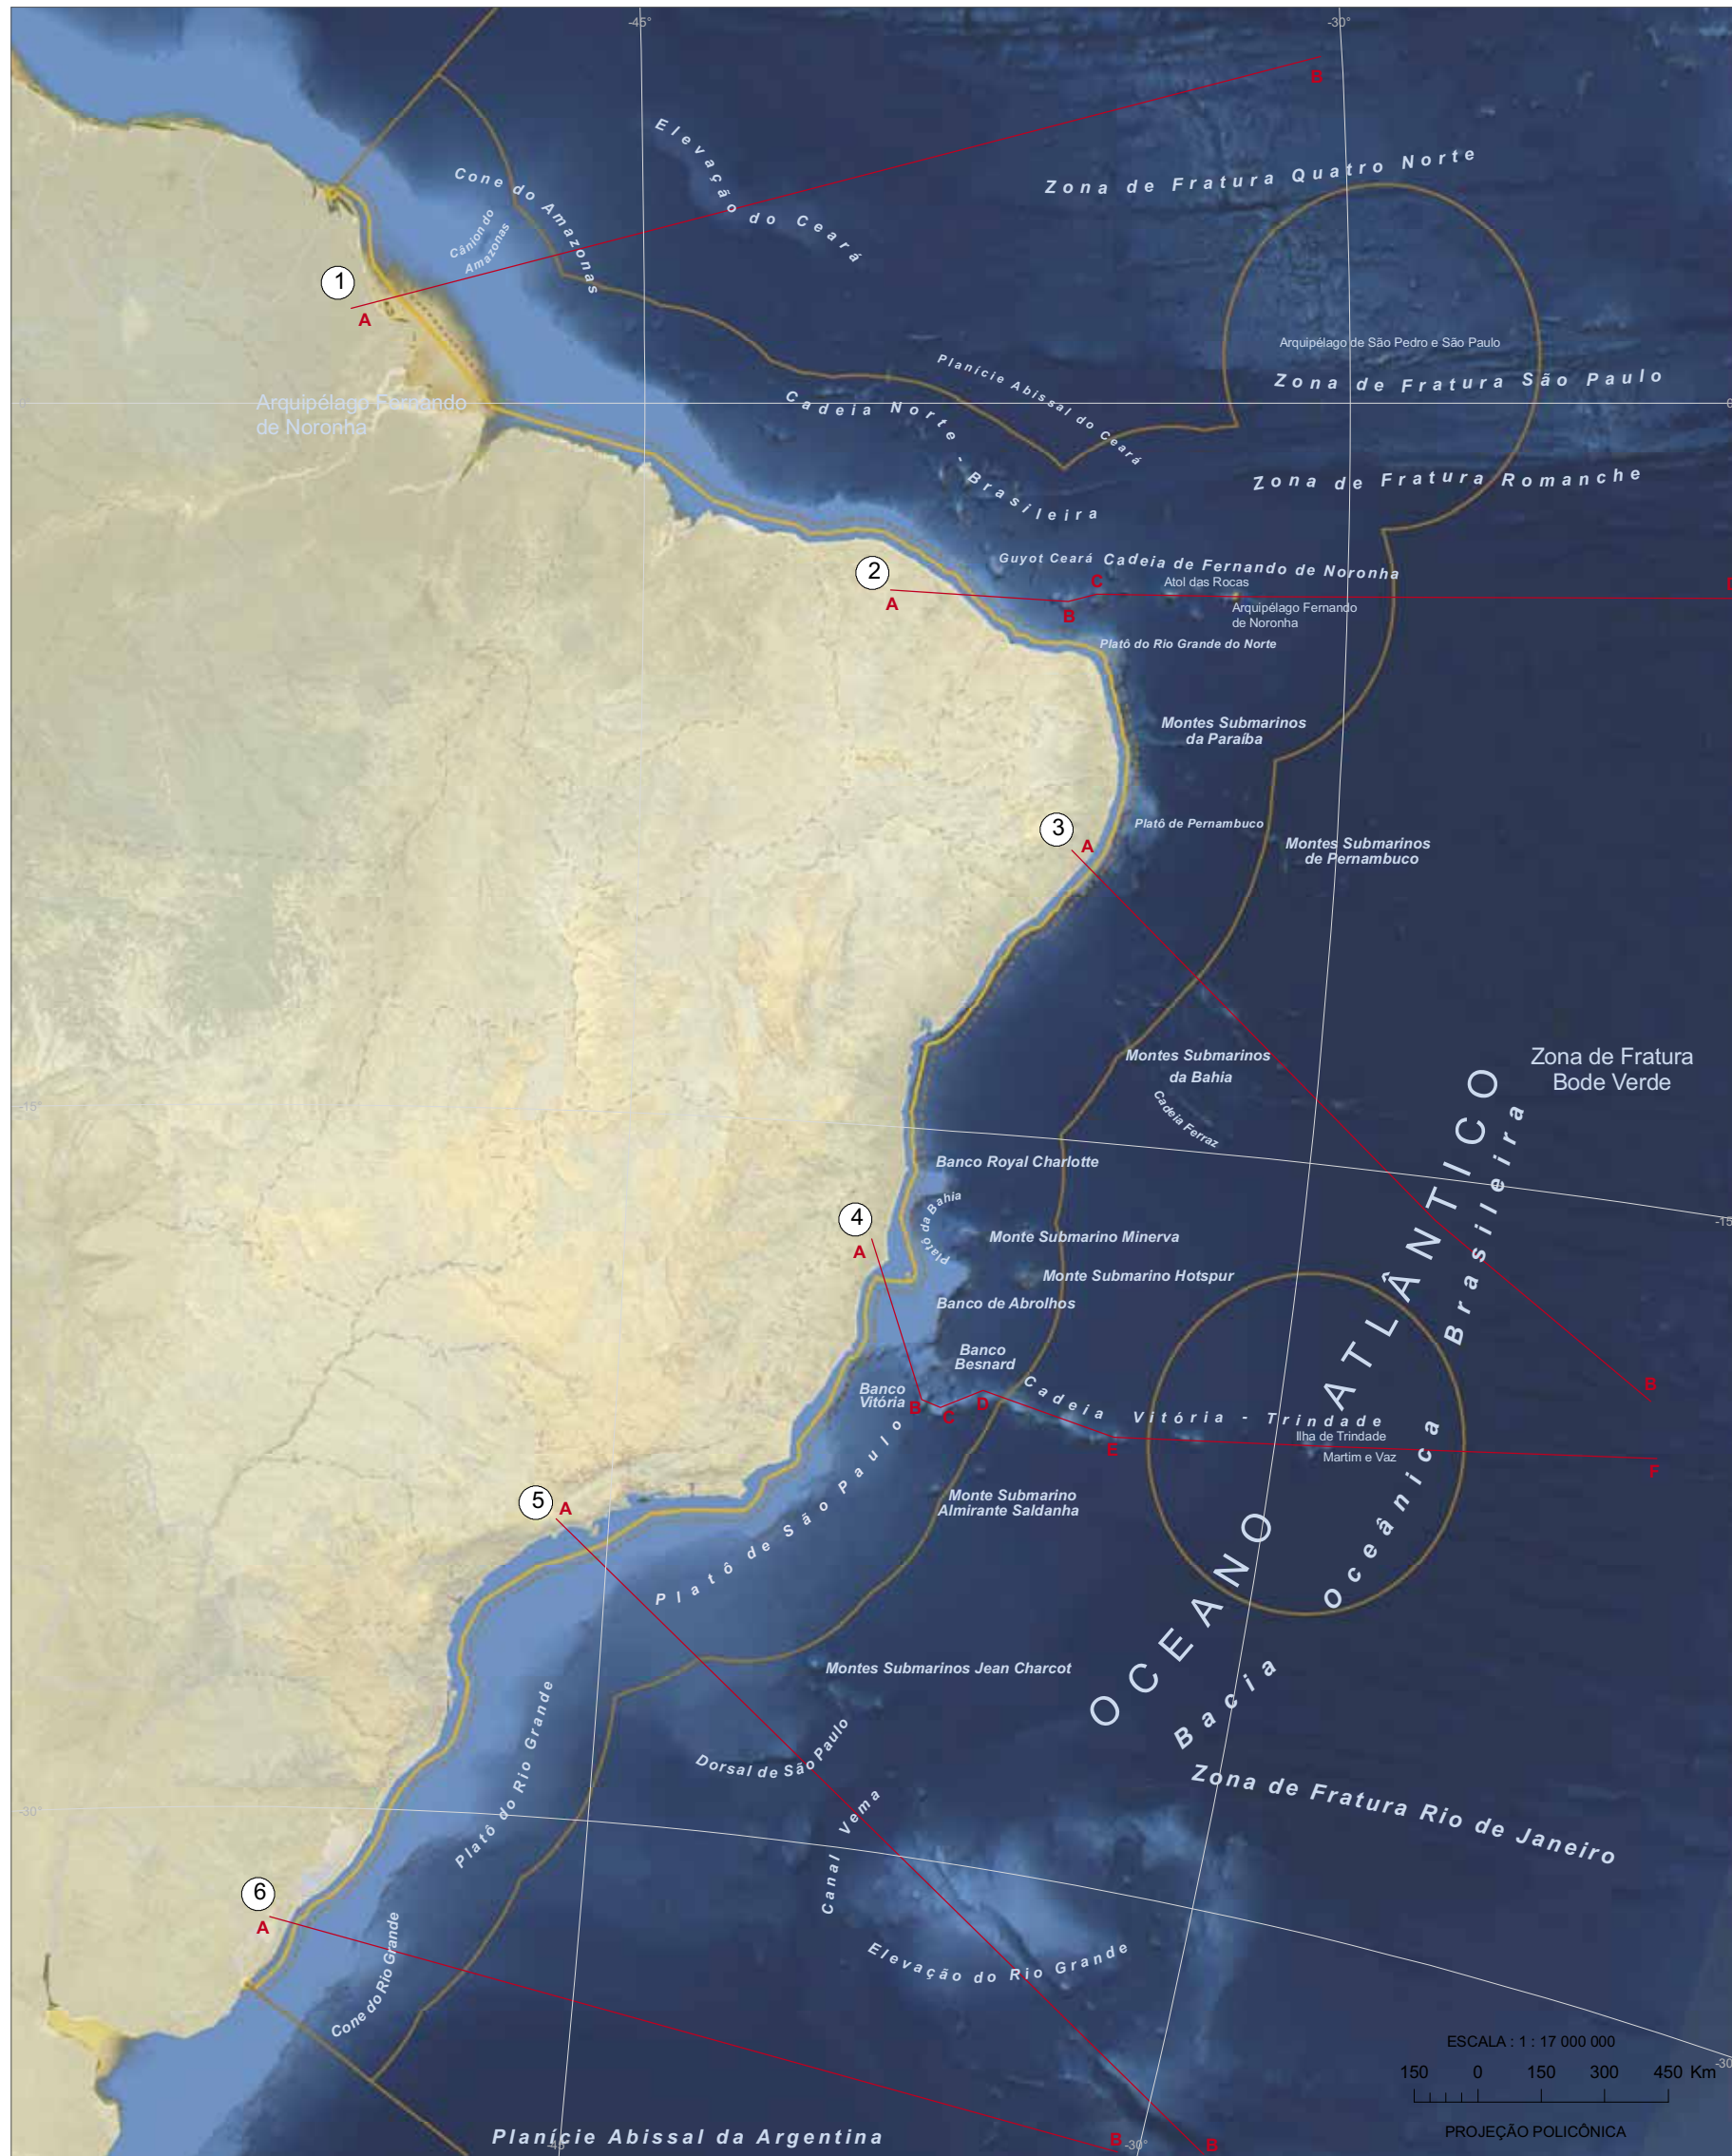 -45°
-30°
B
Elevação do Ceará
Zona de Fratura Quatro Norte
Cone do Amazonas
Cânion do
Amazonas
1
A
Arquipélago de São Pedro e São Paulo
Zona de Fratura São Paulo
Planície Abissal do Ceará
Cadeia Norte - Brasileira
Arquipélago Fernando
de Noronha
0
0
Zona de Fratura Romanche
Guyot Ceará
Cadeia de Fernando de Noronha
2
A
B
C
Atol das Rocas
Arquipélago Fernando
de Noronha
Platô do Rio Grande do Norte
Montes Submarinos
da Paraíba
3
A
Platô de Pernambuco
Montes Submarinos
de Pernambuco
Montes Submarinos
da Bahia
Cadeia Ferraz
Zona de Fratura
Bode Verde
-15°
-15
Banco Royal Charlotte
Platô da Bahia
4
A
Monte Submarino Minerva
Monte Submarino Hotspur
Banco de Abrolhos
Banco
Besnard
Banco
Vitória
B
C
D
E
F
Cadeia Vitória - Trindade
Ilha de Trindade
Martim e Vaz
B
OCEANO ATLÂNTICO
Bacia Oceânica Brasileira
5
A
Monte Submarino
Almirante Saldanha
Platô de São Paulo
Montes Submarinos Jean Charcot
Dorsal de São Paulo
Platô do Rio Grande
Canal Vema
Zona de Fratura Rio de Janeiro
-30°
6
A
Cone do Rio Grande
Elevação do Rio Grande
ESCALA : 1 : 17 000 000
-30
150 0 150 300 450 Km
PROJEÇÃO POLICÔNICA
Planície Abissal da Argentina
-45°
B
-30°
B